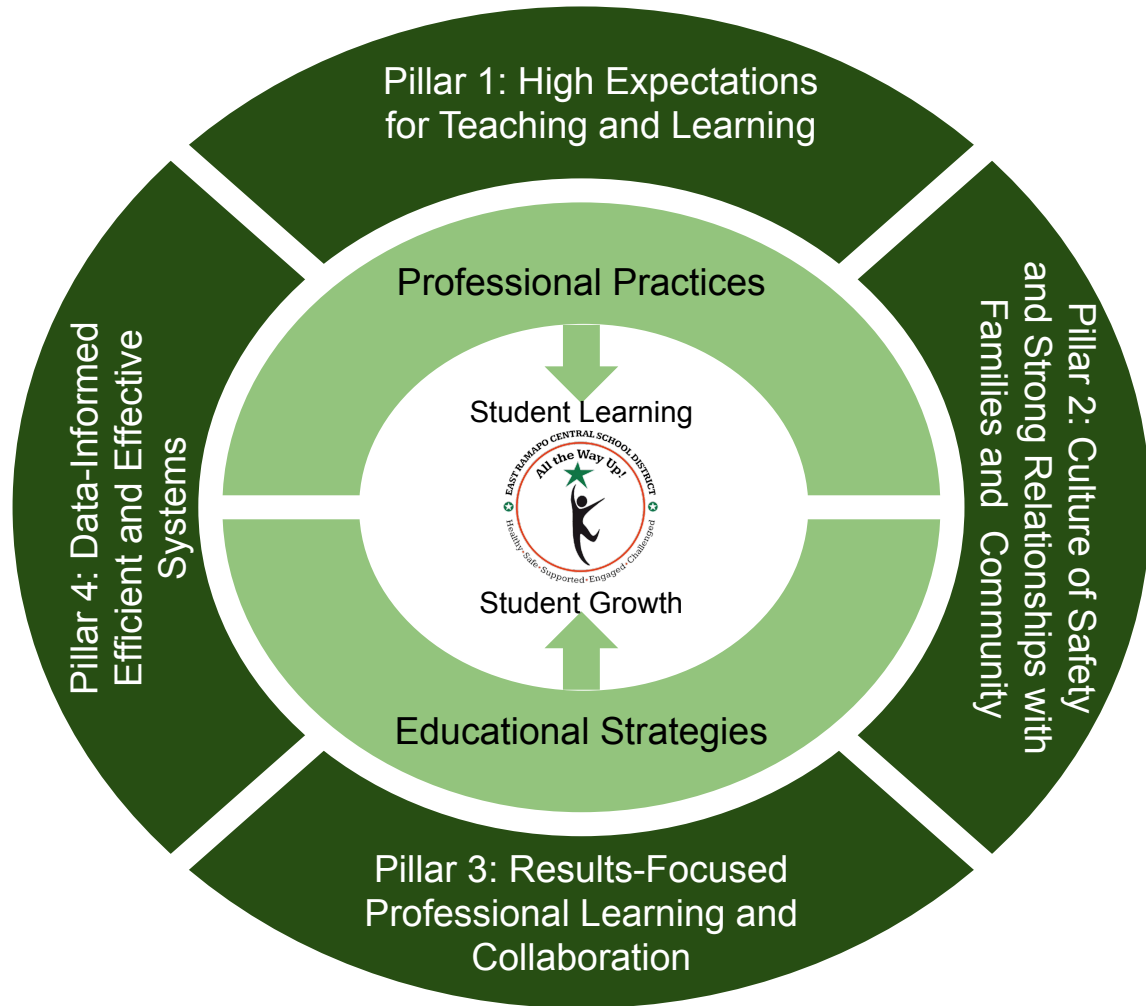 Pillar 1: High Expectations
for Teaching and Learning
Professional Practices
Student Learning
EAST RAMAPO CENTRAL SCHOOL DISTRICT
All the Way Up!
Healthy•Safe•Supported•Engaged•Challenged
Student Growth
Educational Strategies
Pillar 2: Culture of Safety
and Strong Relationships with
Families and Community
Pillar 3: Results-Focused
Professional Learning and
Collaboration
Pillar 4: Data-Informed
Efficient and Effective
Systems